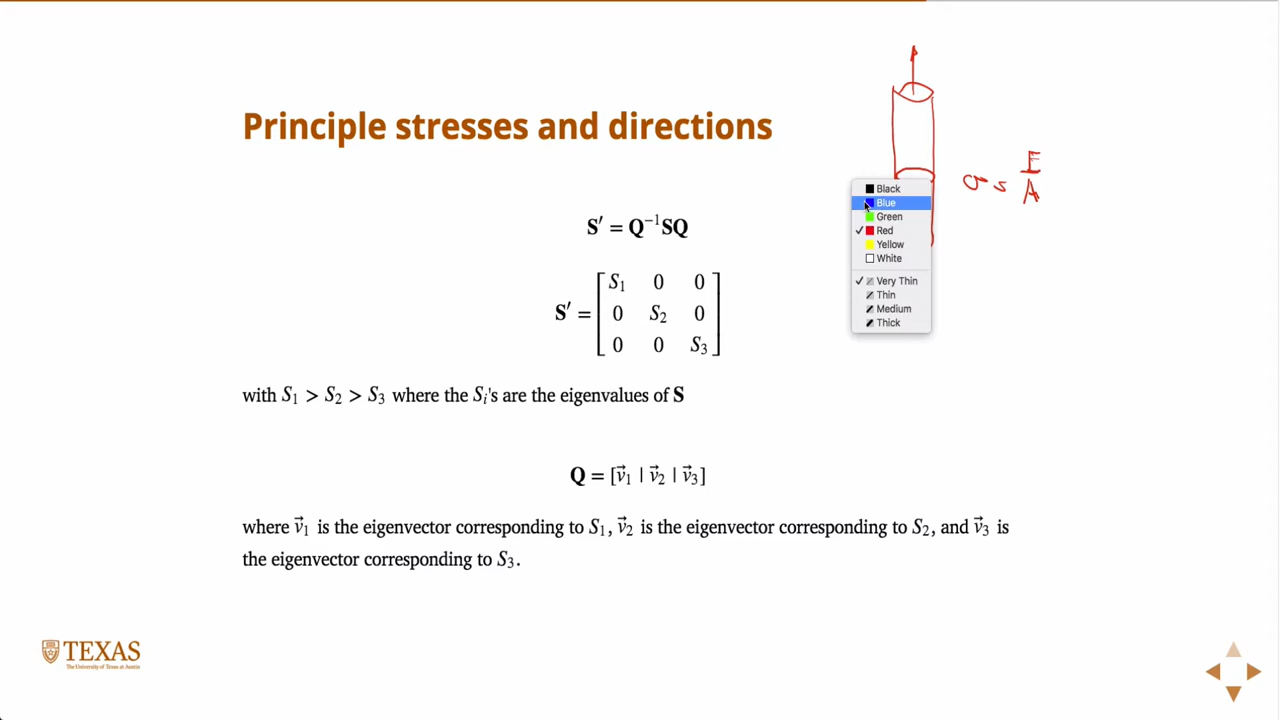 Principle stresses and directions
S′ = Q⁻¹SQ
S′ = [S₁ 0 0
0 S₂ 0
0 0 S₃]
with S₁ > S₂ > S₃ where the Sᵢ's are the eigenvalues of S
Q = [v⃗₁ | v⃗₂ | v⃗₃]
where v⃗₁ is the eigenvector corresponding to S₁, v⃗₂ is the eigenvector corresponding to S₂, and v⃗₃ is
the eigenvector corresponding to S₃.
σ = F/A
Black
Blue
Green
Red
Yellow
White
Very Thin
Thin
Medium
Thick
TEXAS
The University of Texas at Austin